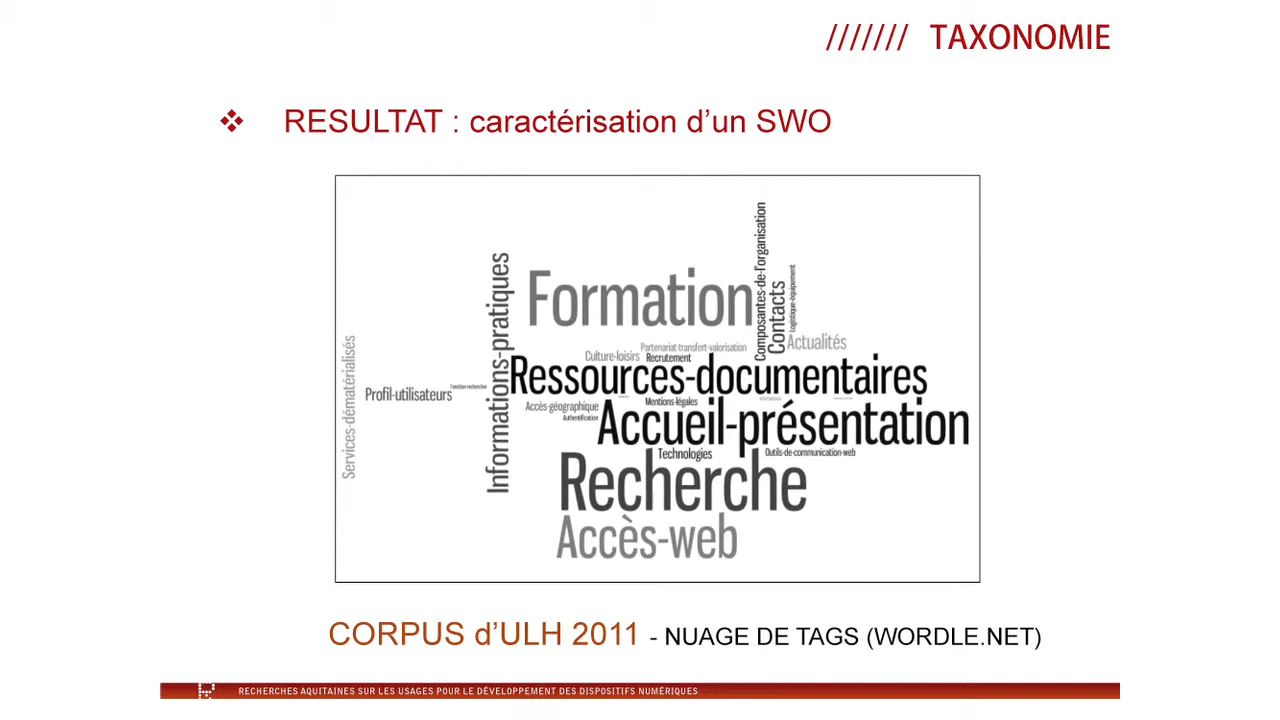 /////// TAXONOMIE
❖ RESULTAT : caractérisation d’un SWO
Services-dématérialisés
Profil-utilisateurs
Informations-pratiques
Formation
Composantes-de-l'organisation
Contacts
Logistique-équipement
Actualités
Partenariat-transfert-valorisation
Culture-loisirs
Recrutement
Ressources-documentaires
Accès-géographique
Mentions-légales
Authentification
Accueil-présentation
Technologies
Outils-de-communication-web
Recherche
Accès-web
CORPUS d’ULH 2011 - NUAGE DE TAGS (WORDLE.NET)
RECHERCHES AQUITAINES SUR LES USAGES POUR LE DÉVELOPPEMENT DES DISPOSITIFS NUMÉRIQUES